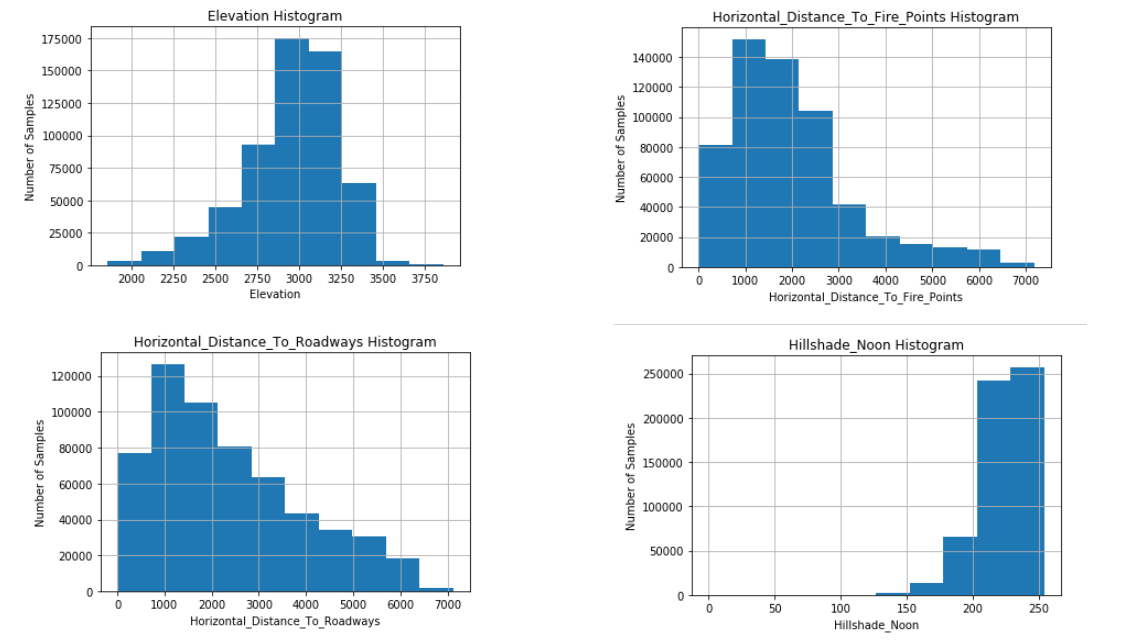 Elevation Histogram
175000
150000
125000
100000
75000
50000
25000
0
Number of Samples
2000 2250 2500 2750 3000 3250 3500 3750
Elevation
Horizontal_Distance_To_Fire_Points Histogram
140000
120000
100000
80000
60000
40000
20000
0
Number of Samples
0 1000 2000 3000 4000 5000 6000 7000
Horizontal_Distance_To_Fire_Points
Horizontal_Distance_To_Roadways Histogram
120000
100000
80000
60000
40000
20000
0
Number of Samples
0 1000 2000 3000 4000 5000 6000 7000
Horizontal_Distance_To_Roadways
Hillshade_Noon Histogram
250000
200000
150000
100000
50000
0
Number of Samples
0 50 100 150 200 250
Hillshade_Noon